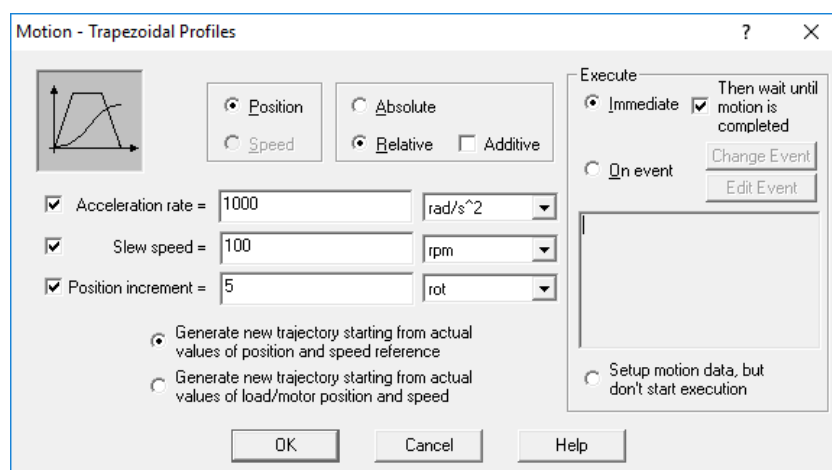 Motion - Trapezoidal Profiles
?
Position
Speed
Absolute
Relative
Additive
Execute
Immediate
Then wait until
motion is
completed
On event
Change Event
Edit Event
Acceleration rate =
1000
rad/s^2
Slew speed =
100
rpm
Position increment =
5
rot
Generate new trajectory starting from actual
values of position and speed reference
Generate new trajectory starting from actual
values of load/motor position and speed
Setup motion data, but
don't start execution
OK
Cancel
Help